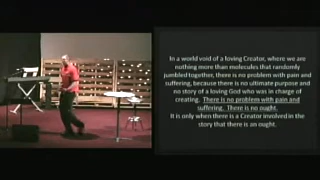 In a world void of a loving Creator, where we are
nothing more than molecules that randomly
jumbled together, there is no problem with pain and
suffering, because there is no ultimate purpose and
no story of a loving God who was in charge of
creating. There is no problem with pain and
suffering. There is no ought.
It is only when there is a Creator involved in the
story that there is an ought.